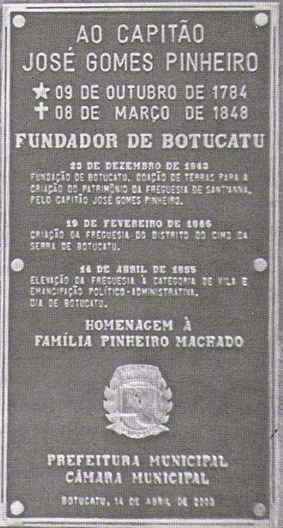 AO CAPITÃO
JOSÉ GOMES PINHEIRO
09 DE OUTUBRO DE 1784
08 DE MARÇO DE 1848
FUNDADOR DE BOTUCATU
23 DE DEZEMBRO DE 1843
FUNDAÇÃO DE BOTUCATU. DOAÇÃO DE TERRAS PARA A
CRIAÇÃO DO PATRIMÔNIO DA FREGUESIA DE SANT'ANNA,
PELO CAPITÃO JOSÉ GOMES PINHEIRO.
19 DE FEVEREIRO DE 1846
CRIAÇÃO DA FREGUESIA DO DISTRITO DO CIMO DA
SERRA DE BOTUCATU.
14 DE ABRIL DE 1855
ELEVAÇÃO DA FREGUESIA À CATEGORIA DE VILA E
EMANCIPAÇÃO POLÍTICO-ADMINISTRATIVA.
DIA DE BOTUCATU.
HOMENAGEM À
FAMÍLIA PINHEIRO MACHADO
PREFEITURA MUNICIPAL
CÂMARA MUNICIPAL
BOTUCATU, 14 DE ABRIL DE 2003